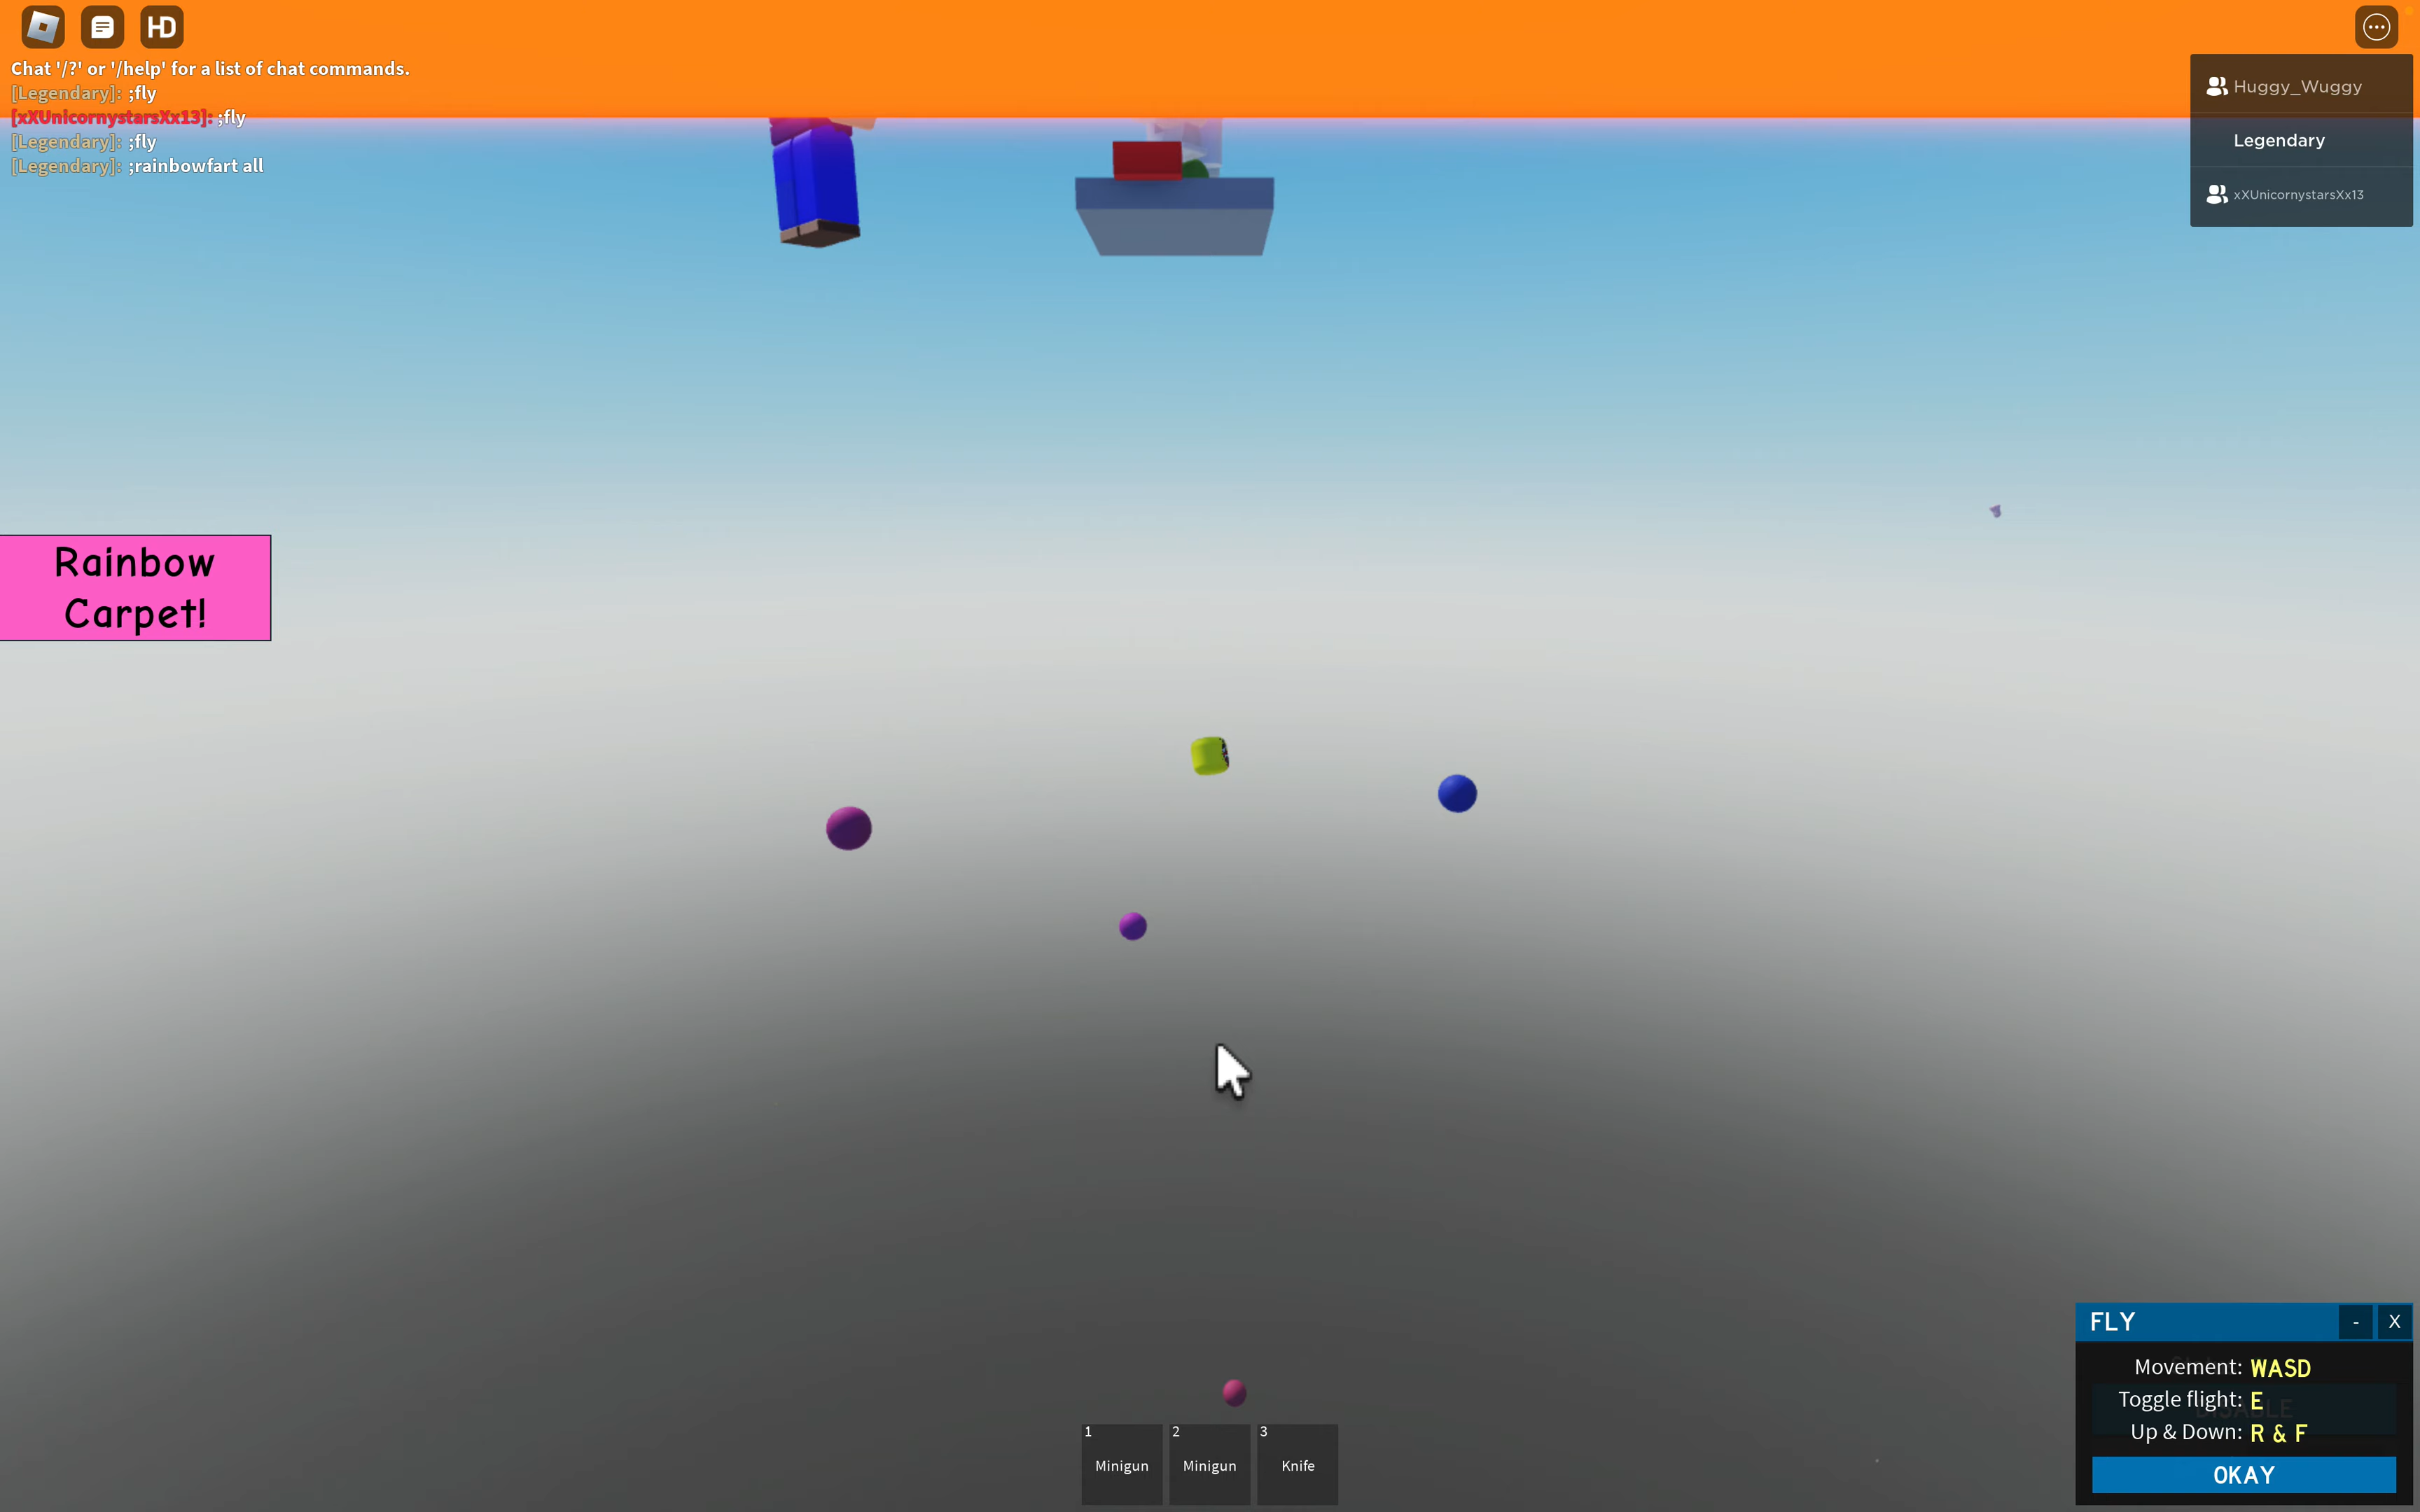 HD
Chat '/?' or '/help' for a list of chat commands.
[Legendary]: ;fly
[xXUnicornystarsXx13]: ;fly
[Legendary]: ;fly
[Legendary]: ;rainbowfart all
Huggy_Wuggy
Legendary
xXUnicornystarsXx13
Rainbow
Carpet!
FLY - X
Movement: WASD
Toggle flight: E
Up & Down: R & F
OKAY
1 2 3
Minigun Minigun Knife